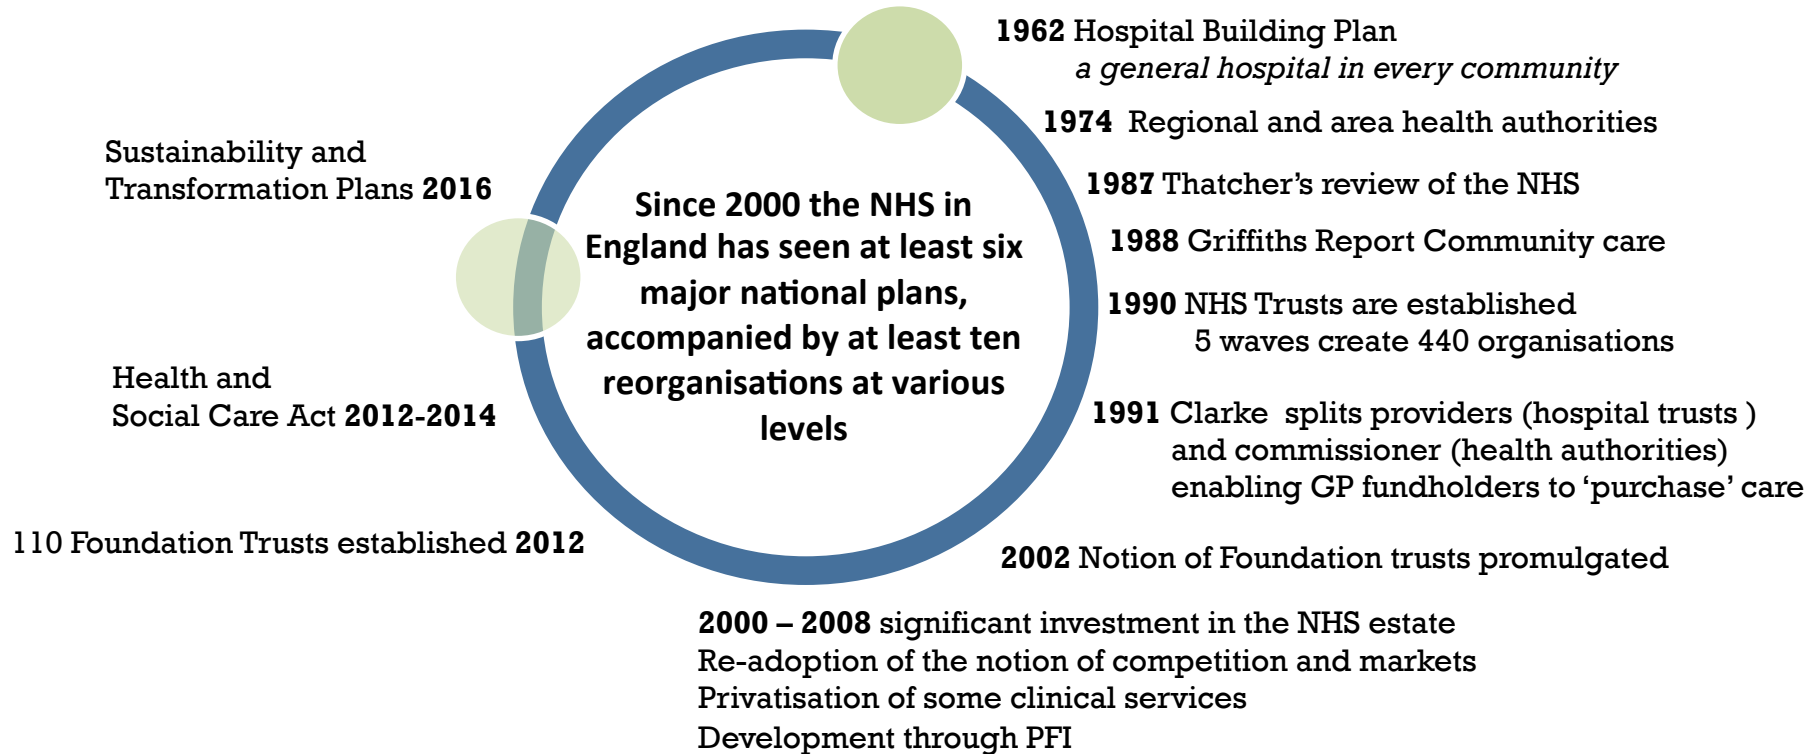 1962 Hospital Building Plan
a general hospital in every community
1974 Regional and area health authorities
1987 Thatcher’s review of the NHS
1988 Griffiths Report Community care
1990 NHS Trusts are established
5 waves create 440 organisations
1991 Clarke splits providers (hospital trusts )
and commissioner (health authorities)
enabling GP fundholders to ‘purchase’ care
2002 Notion of Foundation trusts promulgated
2000 – 2008 significant investment in the NHS estate
Re-adoption of the notion of competition and markets
Privatisation of some clinical services
Development through PFI
110 Foundation Trusts established 2012
Health and
Social Care Act 2012-2014
Sustainability and
Transformation Plans 2016
Since 2000 the NHS in
England has seen at least six
major national plans,
accompanied by at least ten
reorganisations at various
levels